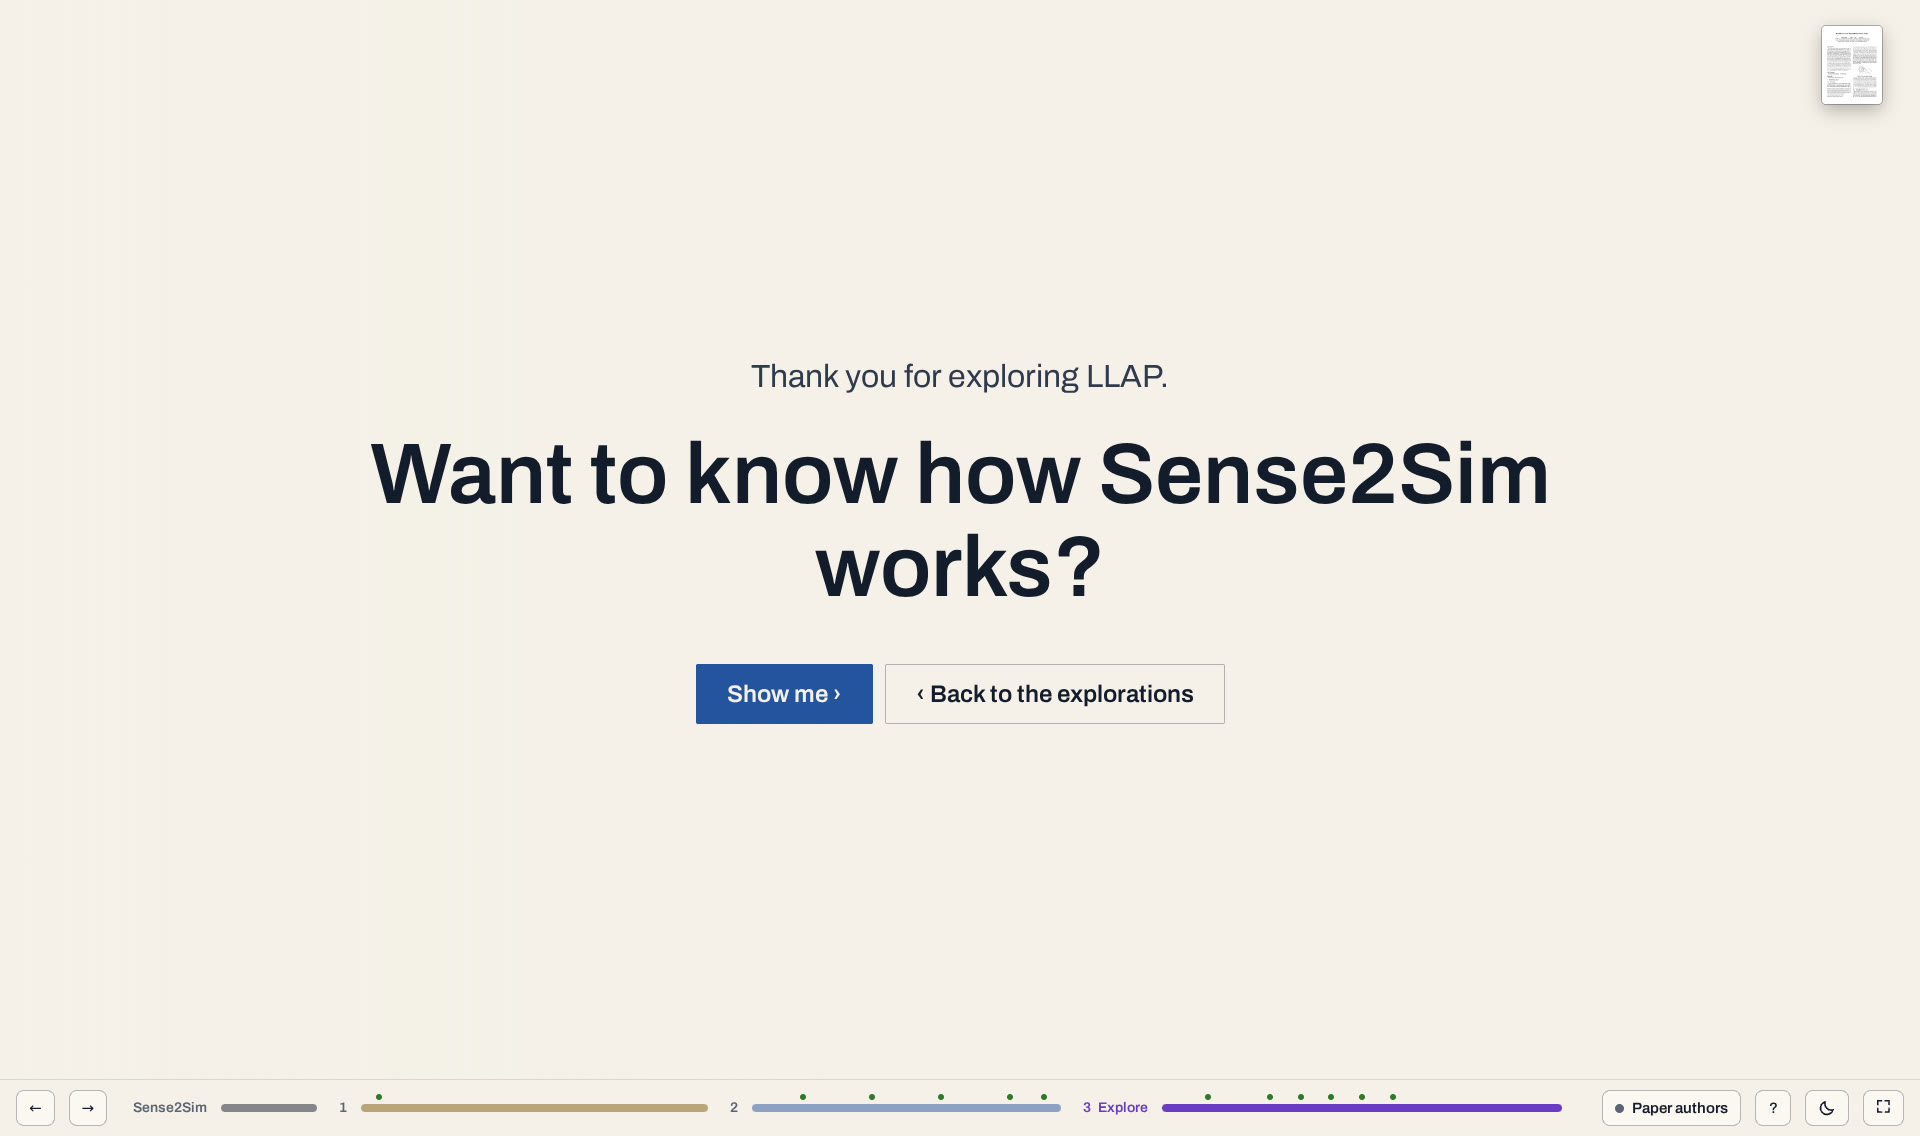 Thank you for exploring LLAP.
Want to know how Sense2Sim
works?
Show me ›
‹ Back to the explorations
← → Sense2Sim 1 2 3 Explore Paper authors ?